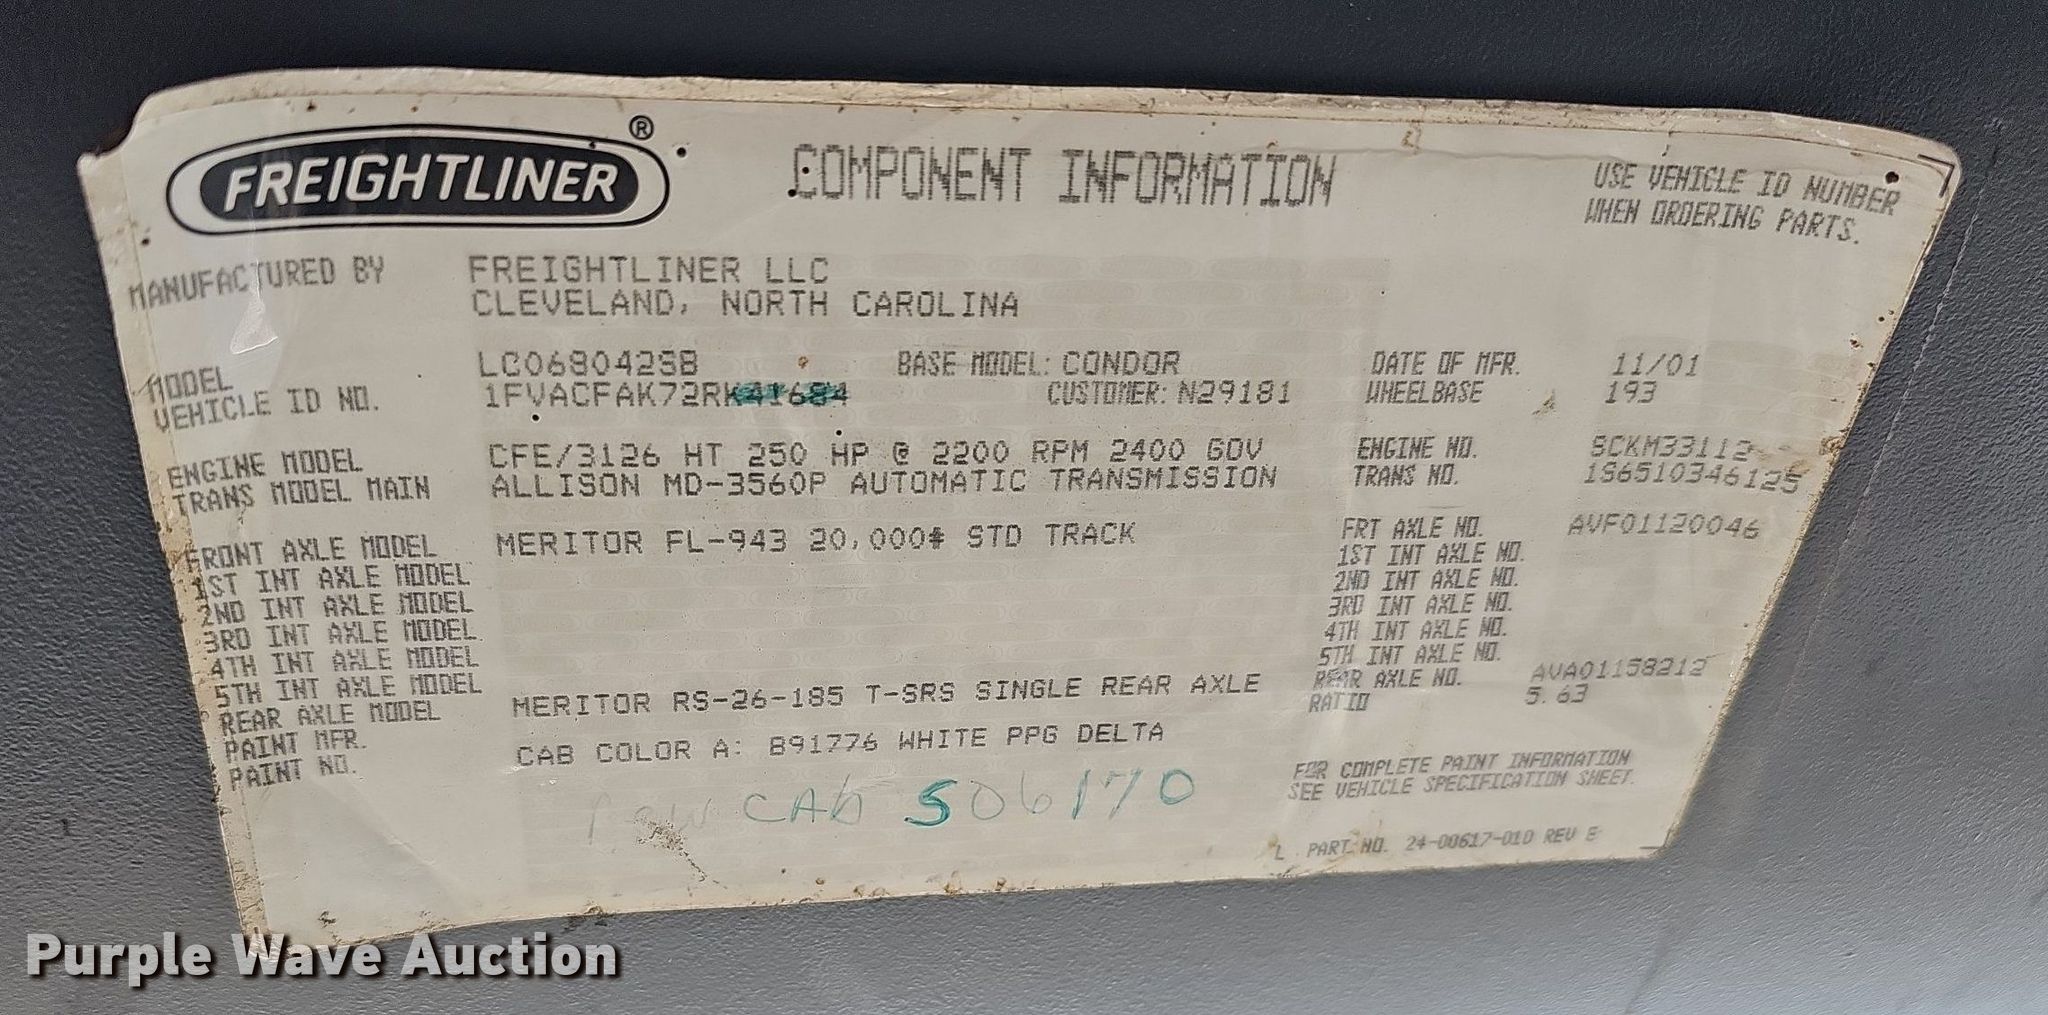 FREIGHTLINER®
COMPONENT INFORMATION
USE VEHICLE ID NUMBER
WHEN ORDERING PARTS.
MANUFACTURED BY FREIGHTLINER LLC
CLEVELAND, NORTH CAROLINA
MODEL LC068042SB BASE MODEL: CONDOR DATE OF MFR. 11/01
VEHICLE ID NO. 1FVACFAK72RK41684 CUSTOMER: N29181 WHEELBASE 193
ENGINE MODEL CFE/3126 HT 250 HP @ 2200 RPM 2400 GOV ENGINE NO. SCKM33112
TRANS MODEL MAIN ALLISON MD-3560P AUTOMATIC TRANSMISSION TRANS NO. 1S6510346125
FRONT AXLE MODEL MERITOR FL-943 20,000# STD TRACK FRT AXLE NO. AVF01120046
1ST INT AXLE MODEL 1ST INT AXLE NO.
2ND INT AXLE MODEL 2ND INT AXLE NO.
3RD INT AXLE MODEL 3RD INT AXLE NO.
4TH INT AXLE MODEL 4TH INT AXLE NO.
5TH INT AXLE MODEL 5TH INT AXLE NO.
REAR AXLE MODEL MERITOR RS-26-185 T-SRS SINGLE REAR AXLE REAR AXLE NO. AVA01158212
RATIO 5.63
PAINT MFR.
PAINT NO. CAB COLOR A: B91776 WHITE PPG DELTA
FOR COMPLETE PAINT INFORMATION
SEE VEHICLE SPECIFICATION SHEET.
CAB S06170
L PART NO. 24-00617-010 REV E
Purple Wave Auction